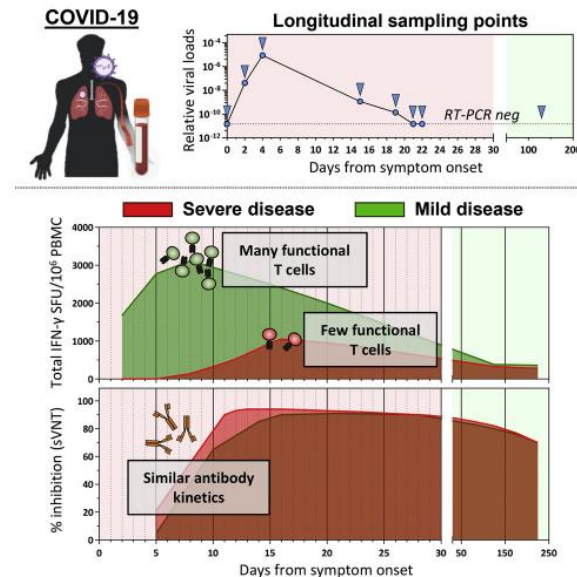 COVID-19
Longitudinal sampling points
Relative viral loads
10⁻⁴
10⁻⁶
10⁻⁸
10⁻¹⁰
10⁻¹²
RT-PCR neg
0 2 4 6 8 10 12 14 16 18 20 22 24 26 28 30 100 200
Days from symptom onset
Severe disease
Mild disease
Total IFN-γ SFU/10⁶ PBMC
4000
3000
2000
1000
0
Many functional
T cells
Few functional
T cells
% inhibition (sVNT)
100
80
60
40
20
0
Similar antibody
kinetics
0 5 10 15 20 25 30 50 150 250
Days from symptom onset